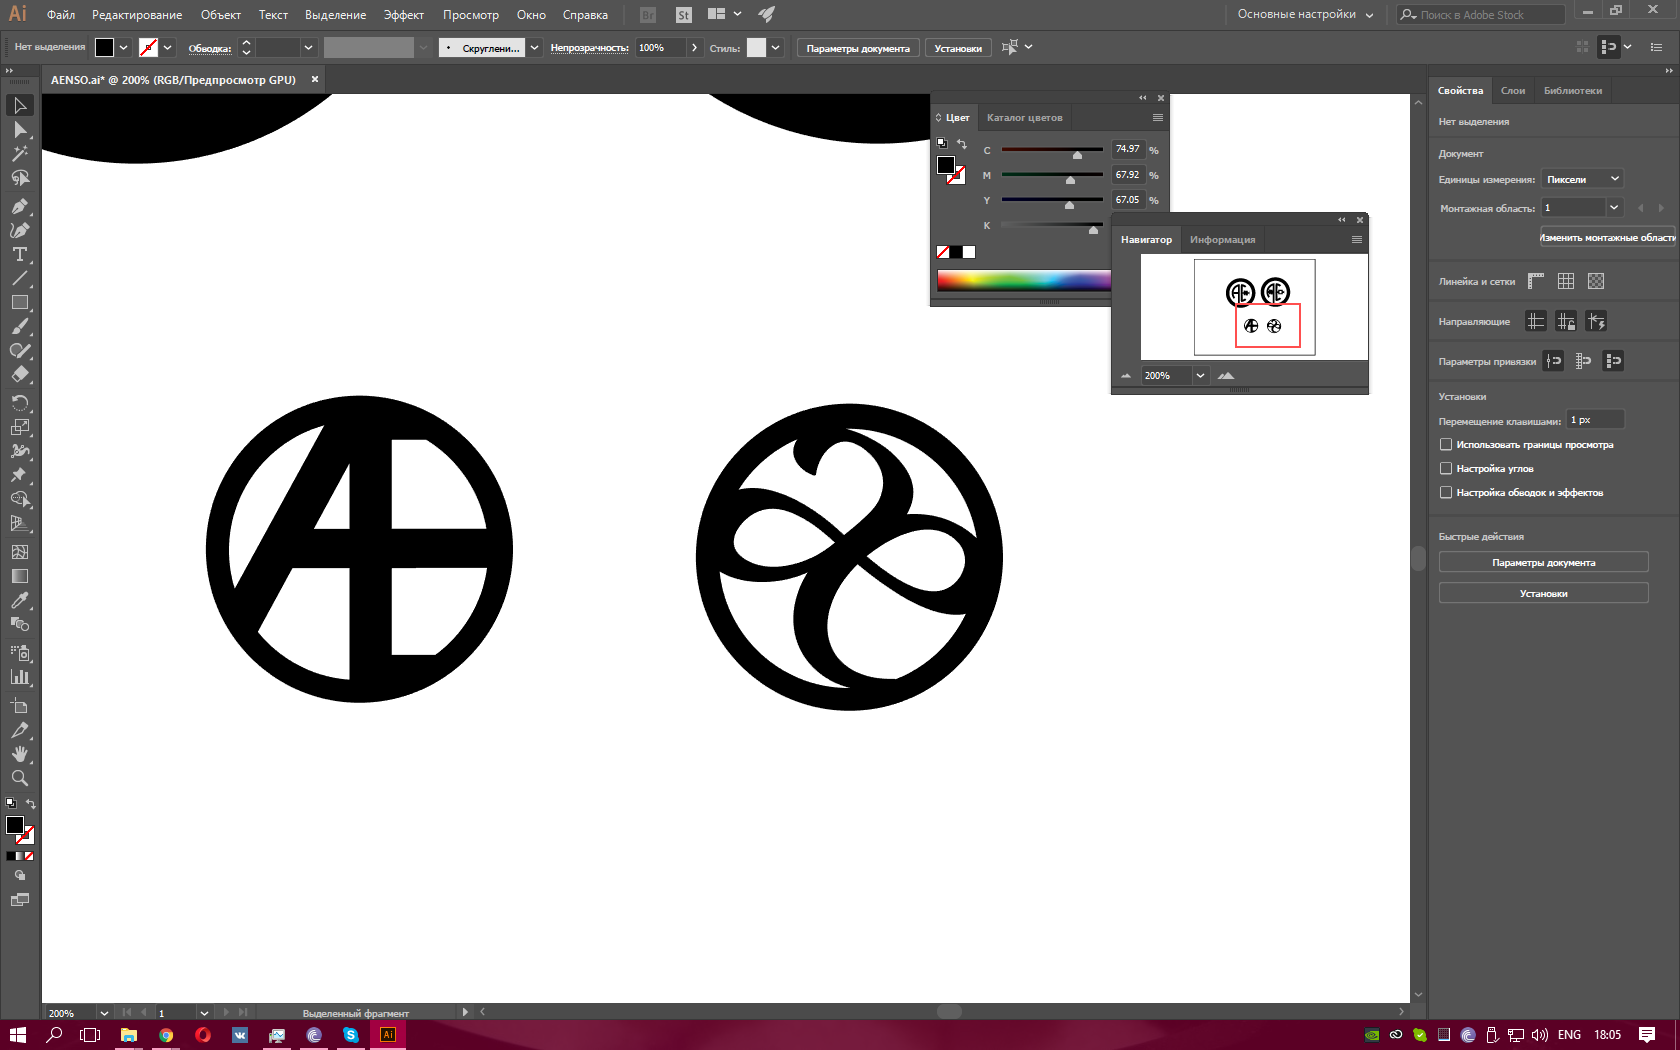 Ai Файл Редактирование Объект Текст Выделение Эффект Просмотр Окно Справка Br St Основные настройки Поиск в Adobe Stock
Нет выделения Обводка: Скруглени... Непрозрачность: 100% Стиль: Параметры документа Установки
AENSO.ai* @ 200% (RGB/Предпросмотр GPU)
Цвет Каталог цветов
C 74.97 %
M 67.92 %
Y 67.05 %
K
Навигатор Информация
200%
Свойства Слои Библиотеки
Нет выделения
Документ
Единицы измерения: Пиксели
Монтажная область: 1
Изменить монтажные области
Линейка и сетки
Направляющие
Параметры привязки
Установки
Перемещение клавишами: 1 px
Использовать границы просмотра
Настройка углов
Настройка обводок и эффектов
Быстрые действия
Параметры документа
Установки
AE
200% 1 Выделенный фрагмент
Ai ENG 18:05